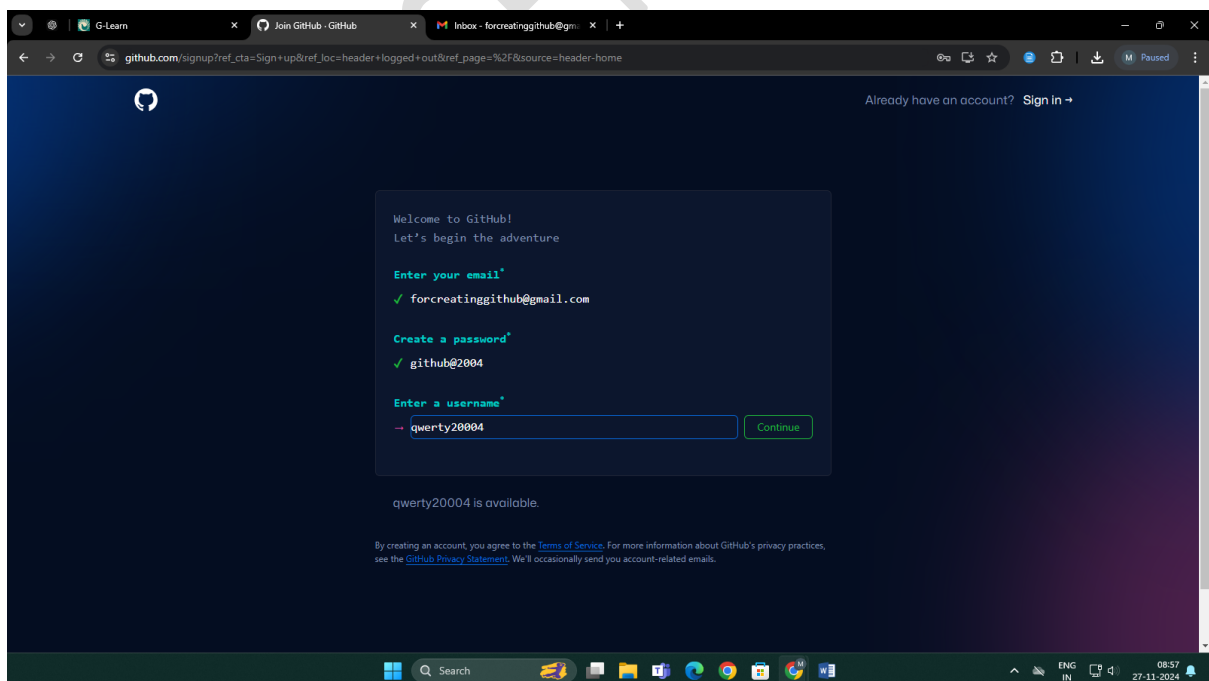 G-Learn
Join GitHub · GitHub
Inbox - forcreatinggithub@gm
github.com/signup?ref_cta=Sign+up&ref_loc=header+logged+out&ref_page=%2F&source=header-home
M Paused
Already have an account? Sign in →
Welcome to GitHub!
Let's begin the adventure
Enter your email*
✓ forcreatinggithub@gmail.com
Create a password*
✓ github@2004
Enter a username*
→ qwerty20004 Continue
qwerty20004 is available.
By creating an account, you agree to the Terms of Service. For more information about GitHub's privacy practices,
see the GitHub Privacy Statement. We'll occasionally send you account-related emails.
Search
ENG
IN
08:57
27-11-2024